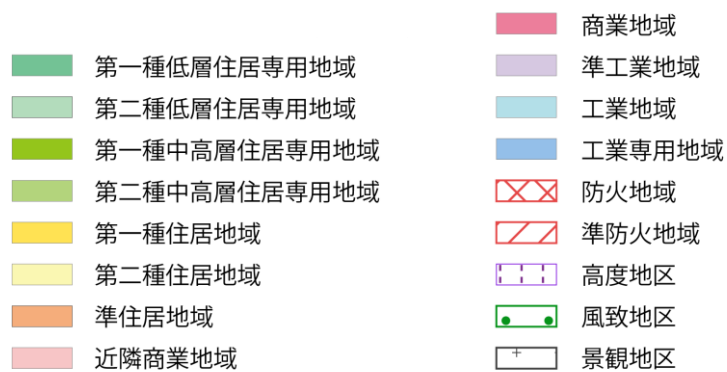 第一種低層住居専用地域
第二種低層住居専用地域
第一種中高層住居専用地域
第二種中高層住居専用地域
第一種住居地域
第二種住居地域
準住居地域
近隣商業地域
商業地域
準工業地域
工業地域
工業専用地域
防火地域
準防火地域
高度地区
風致地区
景観地区